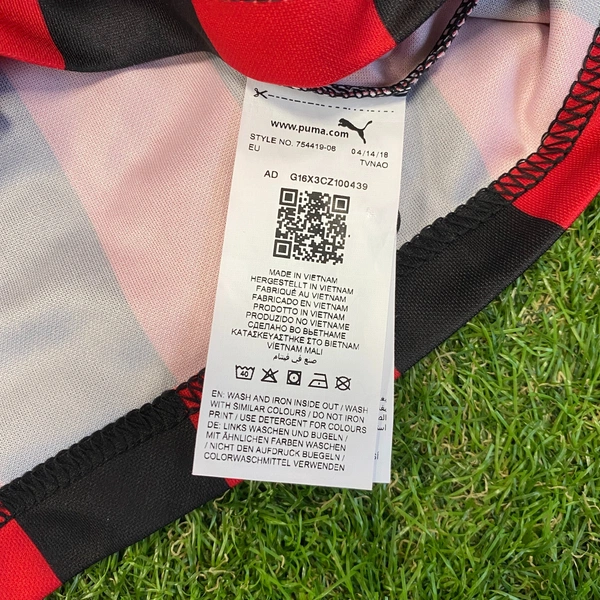 www.puma.com
STYLE NO. 754419-08 04/14/18
EU TVNAO
AD G16X3CZ100439
MADE IN VIETNAM
HERGESTELLT IN VIETNAM
FABRIQUÉ AU VIETNAM
FABRICADO EN VIETNAM
PRODOTTO IN VIETNAM
PRODUZIDO NO VIETNAME
СДЕЛАНО ВО ВЬЕТНАМЕ
ΚΑΤΑΣΚΕΥΑΣΤΗΚΕ ΣΤΟ ΒΙΕΤΝΑΜ
VIETNAM MALI
صنع في فيتنام
40
EN: WASH AND IRON INSIDE OUT / WASH
WITH SIMILAR COLOURS / DO NOT IRON
PRINT / USE DETERGENT FOR COLOURS
DE: LINKS WASCHEN UND BUGELN /
MIT ÄHNLICHEN FARBEN WASCHEN
/ NICHT DEN AUFDRUCK BUEGELN /
COLORWASCHMITTEL VERWENDEN